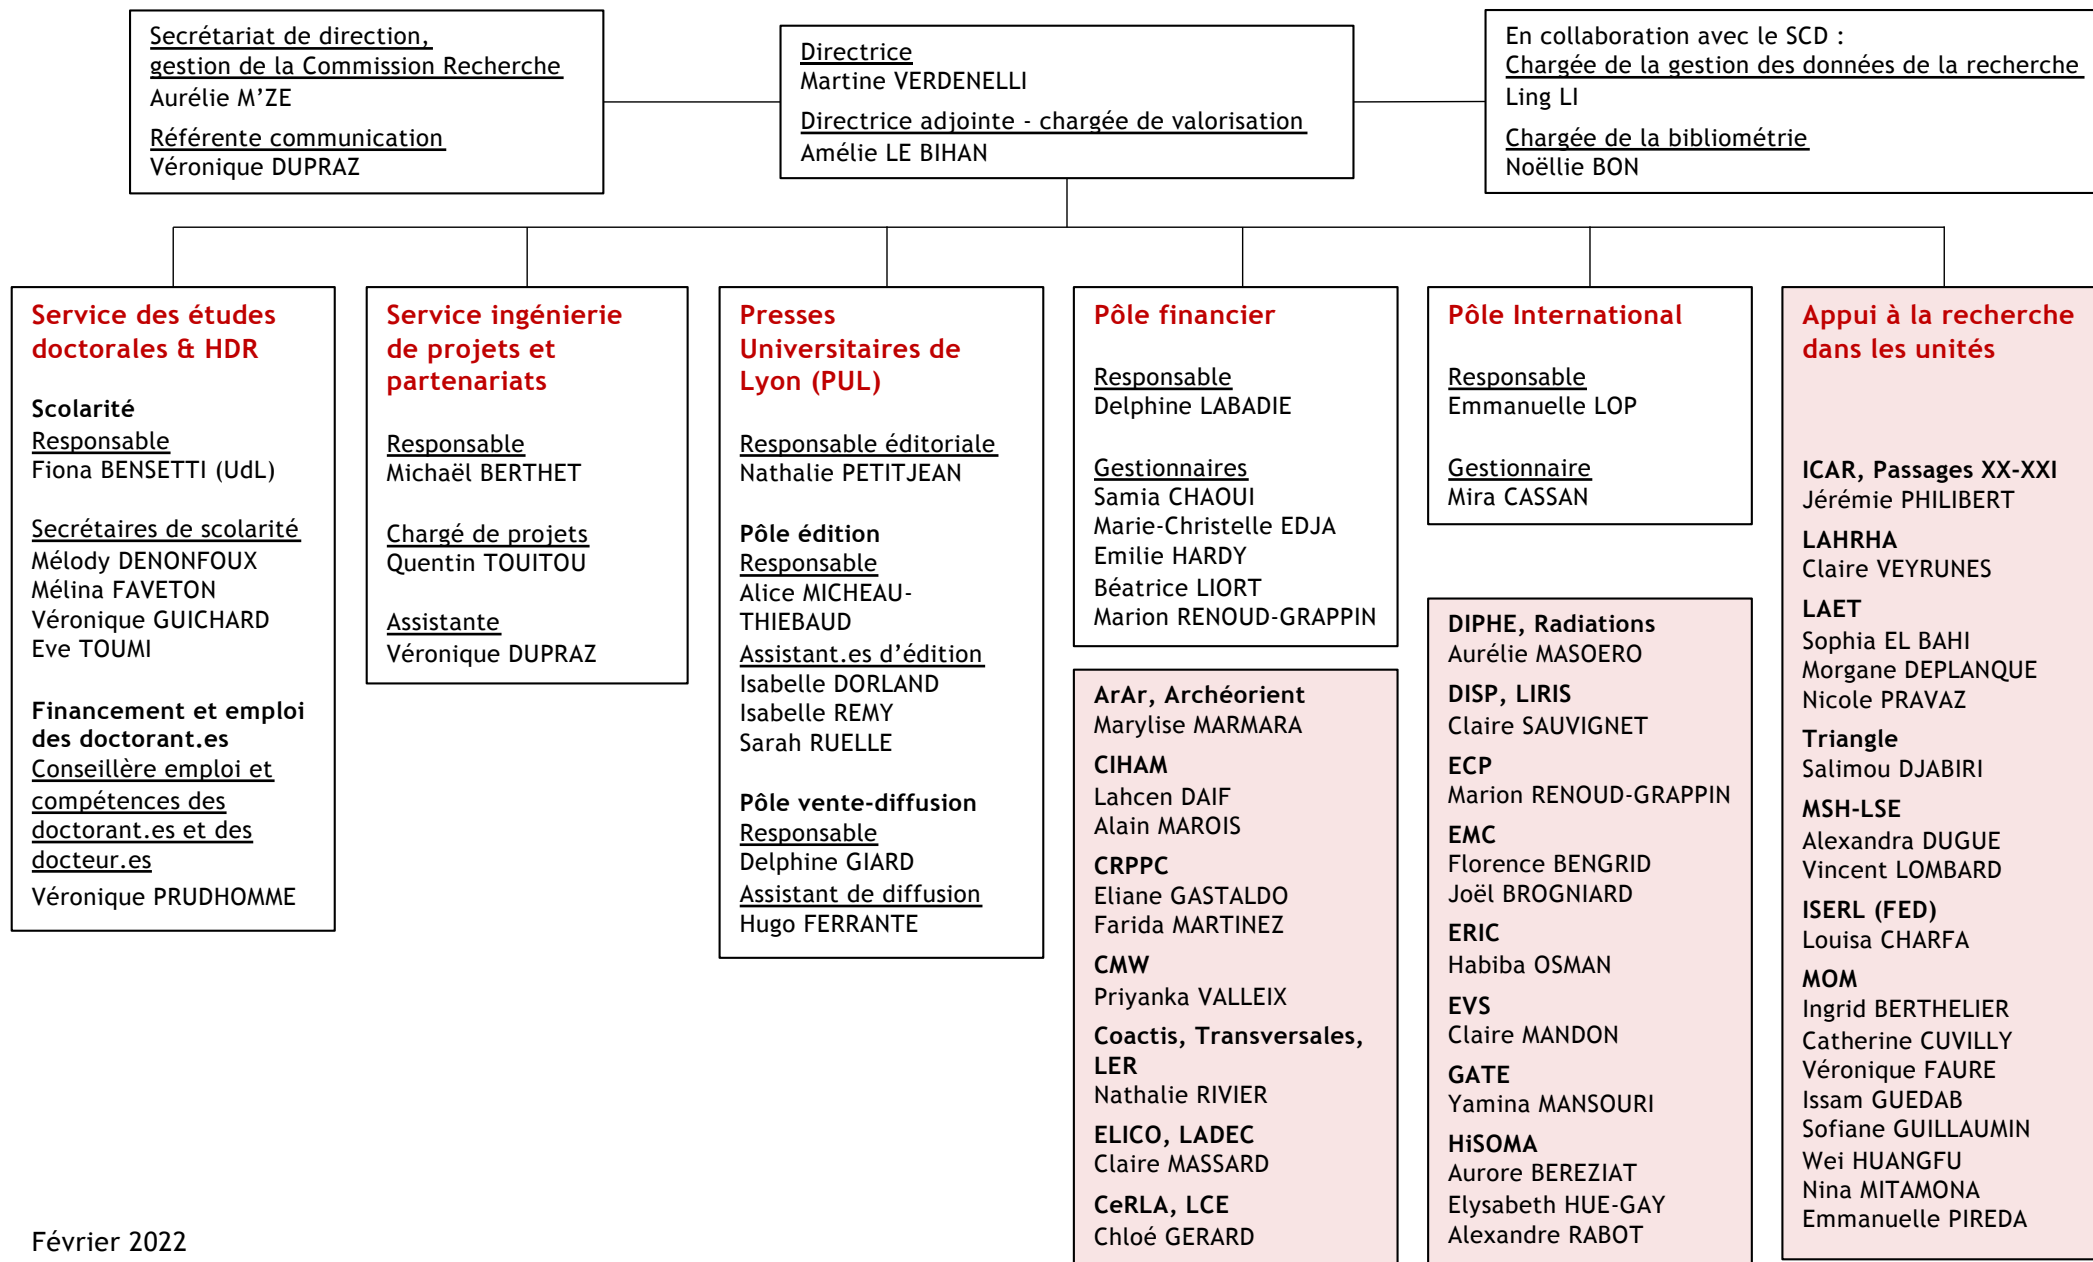 Secrétariat de direction,
gestion de la Commission Recherche
Aurélie M’ZE
Référente communication
Véronique DUPRAZ
Directrice
Martine VERDENELLI
Directrice adjointe - chargée de valorisation
Amélie LE BIHAN
En collaboration avec le SCD :
Chargée de la gestion des données de la recherche
Ling LI
Chargée de la bibliométrie
Noëllie BON
Service des études
doctorales & HDR
Scolarité
Responsable
Fiona BENSETTI (UdL)
Secrétaires de scolarité
Mélody DENONFOUX
Mélina FAVETON
Véronique GUICHARD
Eve TOUMI
Financement et emploi
des doctorant.es
Conseillère emploi et
compétences des
doctorant.es et des
docteur.es
Véronique PRUDHOMME
Service ingénierie
de projets et
partenariats
Responsable
Michaël BERTHET
Chargé de projets
Quentin TOUITOU
Assistante
Véronique DUPRAZ
Presses
Universitaires de
Lyon (PUL)
Responsable éditoriale
Nathalie PETITJEAN
Pôle édition
Responsable
Alice MICHEAU-
THIEBAUD
Assistant.es d’édition
Isabelle DORLAND
Isabelle REMY
Sarah RUELLE
Pôle vente-diffusion
Responsable
Delphine GIARD
Assistant de diffusion
Hugo FERRANTE
Pôle financier
Responsable
Delphine LABADIE
Gestionnaires
Samia CHAOUI
Marie-Christelle EDJA
Emilie HARDY
Béatrice LIORT
Marion RENOUD-GRAPPIN
ArAr, Archéorient
Marylise MARMARA
CIHAM
Lahcen DAIF
Alain MAROIS
CRPPC
Eliane GASTALDO
Farida MARTINEZ
CMW
Priyanka VALLEIX
Coactis, Transversales,
LER
Nathalie RIVIER
ELICO, LADEC
Claire MASSARD
CeRLA, LCE
Chloé GERARD
Pôle International
Responsable
Emmanuelle LOP
Gestionnaire
Mira CASSAN
DIPHE, Radiations
Aurélie MASOERO
DISP, LIRIS
Claire SAUVIGNET
ECP
Marion RENOUD-GRAPPIN
EMC
Florence BENGRID
Joël BROGNIARD
ERIC
Habiba OSMAN
EVS
Claire MANDON
GATE
Yamina MANSOURI
HiSOMA
Aurore BEREZIAT
Elysabeth HUE-GAY
Alexandre RABOT
Appui à la recherche
dans les unités
ICAR, Passages XX-XXI
Jérémie PHILIBERT
LAHRHA
Claire VEYRUNES
LAET
Sophia EL BAHI
Morgane DEPLANQUE
Nicole PRAVAZ
Triangle
Salimou DJABIRI
MSH-LSE
Alexandra DUGUE
Vincent LOMBARD
ISERL (FED)
Louisa CHARFA
MOM
Ingrid BERTHELIER
Catherine CUVILLY
Véronique FAURE
Issam GUEDAB
Sofiane GUILLAUMIN
Wei HUANGFU
Nina MITAMONA
Emmanuelle PIREDA
Février 2022